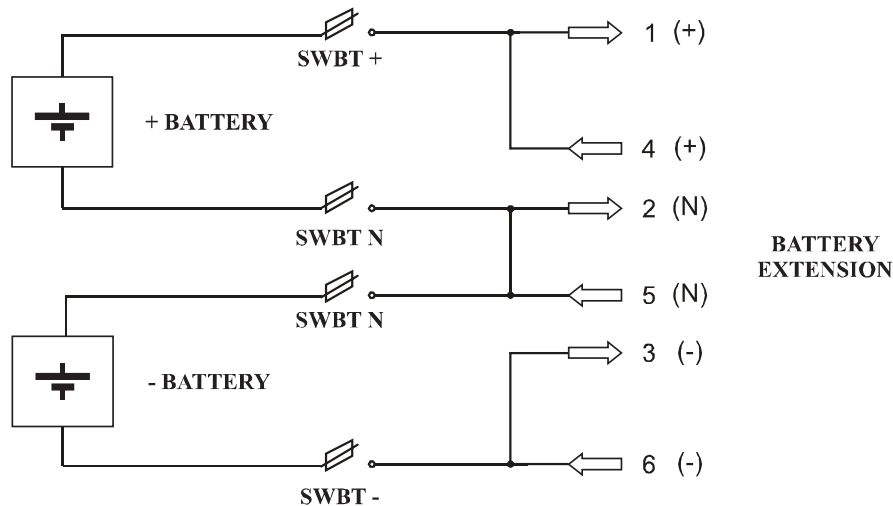 1 (+)
SWBT +
+ BATTERY
4 (+)
2 (N)
SWBT N
BATTERY
EXTENSION
5 (N)
SWBT N
3 (-)
- BATTERY
6 (-)
SWBT -